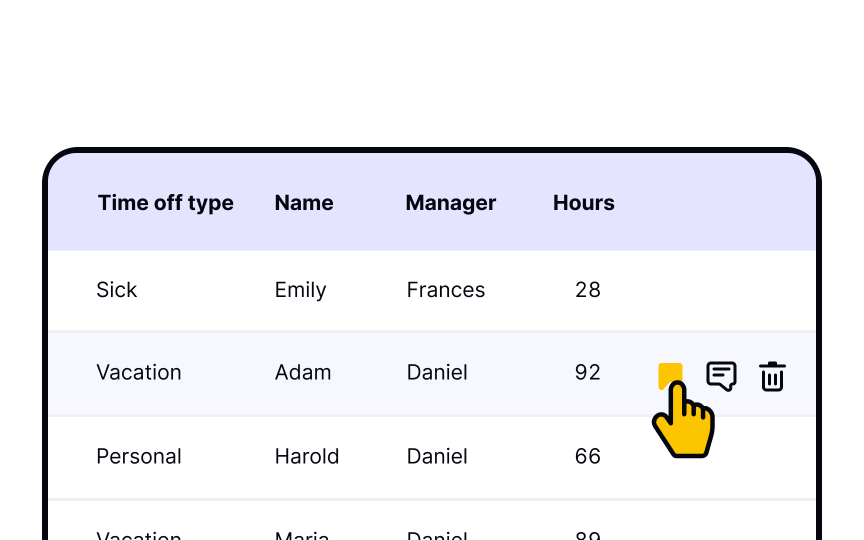 Time off type Name Manager Hours
Sick Emily Frances 28
Vacation Adam Daniel 92
Personal Harold Daniel 66
Vacation Maria Daniel 89